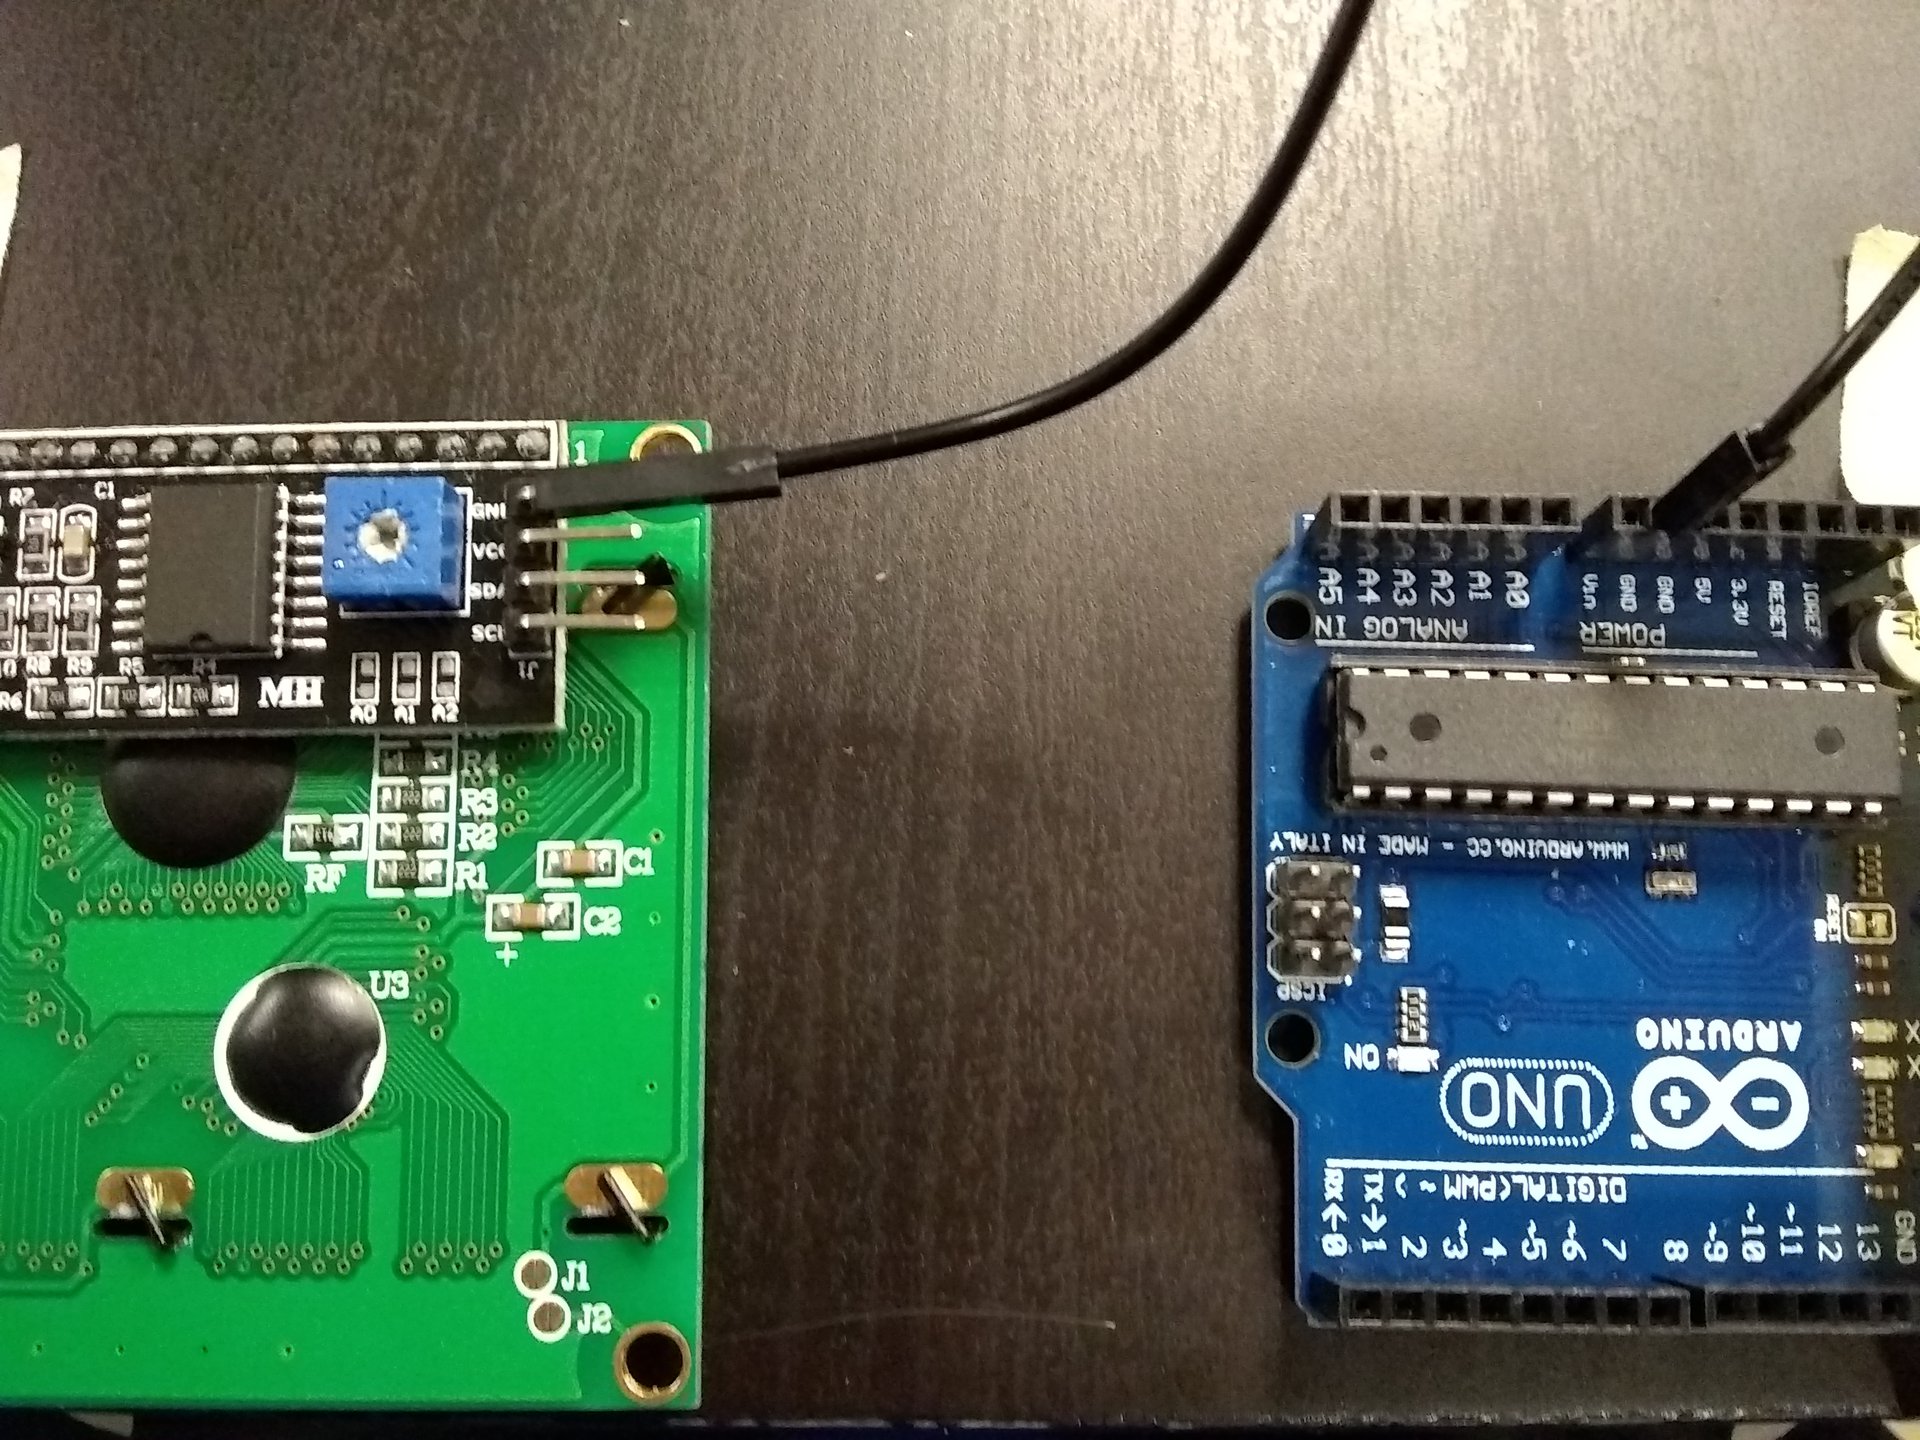 1
R7
C1
GND
VCC
SDA
SCL
J1
R8
R9
R5
R4
R6
MH
A0
A1
A2
R4
R3
R2
R1
RF
C1
C2
+
U3
J1
J2
A5
A4
A3
A2
A1
A0
Vin
GND
GND
5V
3.3V
RESET
IOREF
ANALOG IN
POWER
WWW.ARDUINO.CC - MADE IN ITALY
RESET
ICSP
102
ON
UNO
ARDUINO
DIGITAL(PWM ~)
RX←0
TX→1
2
~3
4
~5
~6
7
8
~9
~10
~11
12
13
GND